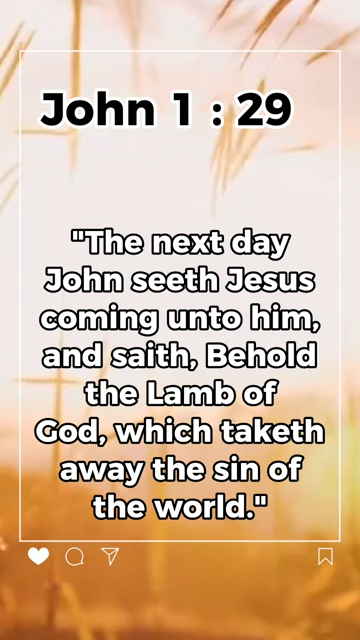 John 1 : 29
"The next day
John seeth Jesus
coming unto him,
and saith, Behold
the Lamb of
God, which taketh
away the sin of
the world."